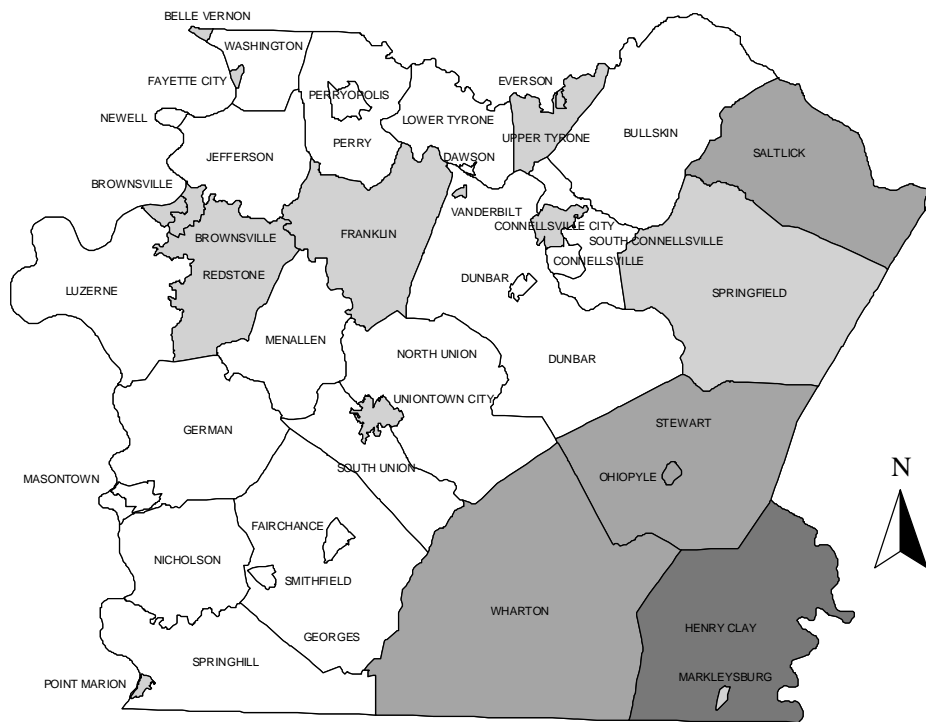 BELLE VERNON
WASHINGTON
FAYETTE CITY
EVERSON
PERRYOPOLIS
NEWELL
LOWER TYRONE
UPPER TYRONE
BULLSKIN
PERRY
JEFFERSON
DAWSON
SALTLICK
BROWNSVILLE
VANDERBILT
CONNELLSVILLE CITY
BROWNSVILLE
FRANKLIN
SOUTH CONNELLSVILLE
CONNELLSVILLE
REDSTONE
DUNBAR
LUZERNE
SPRINGFIELD
MENALLEN
NORTH UNION
DUNBAR
UNIONTOWN CITY
STEWART
GERMAN
SOUTH UNION
N
MASONTOWN
OHIOPYLE
FAIRCHANCE
NICHOLSON
SMITHFIELD
WHARTON
HENRY CLAY
GEORGES
SPRINGHILL
MARKLEYSBURG
POINT MARION